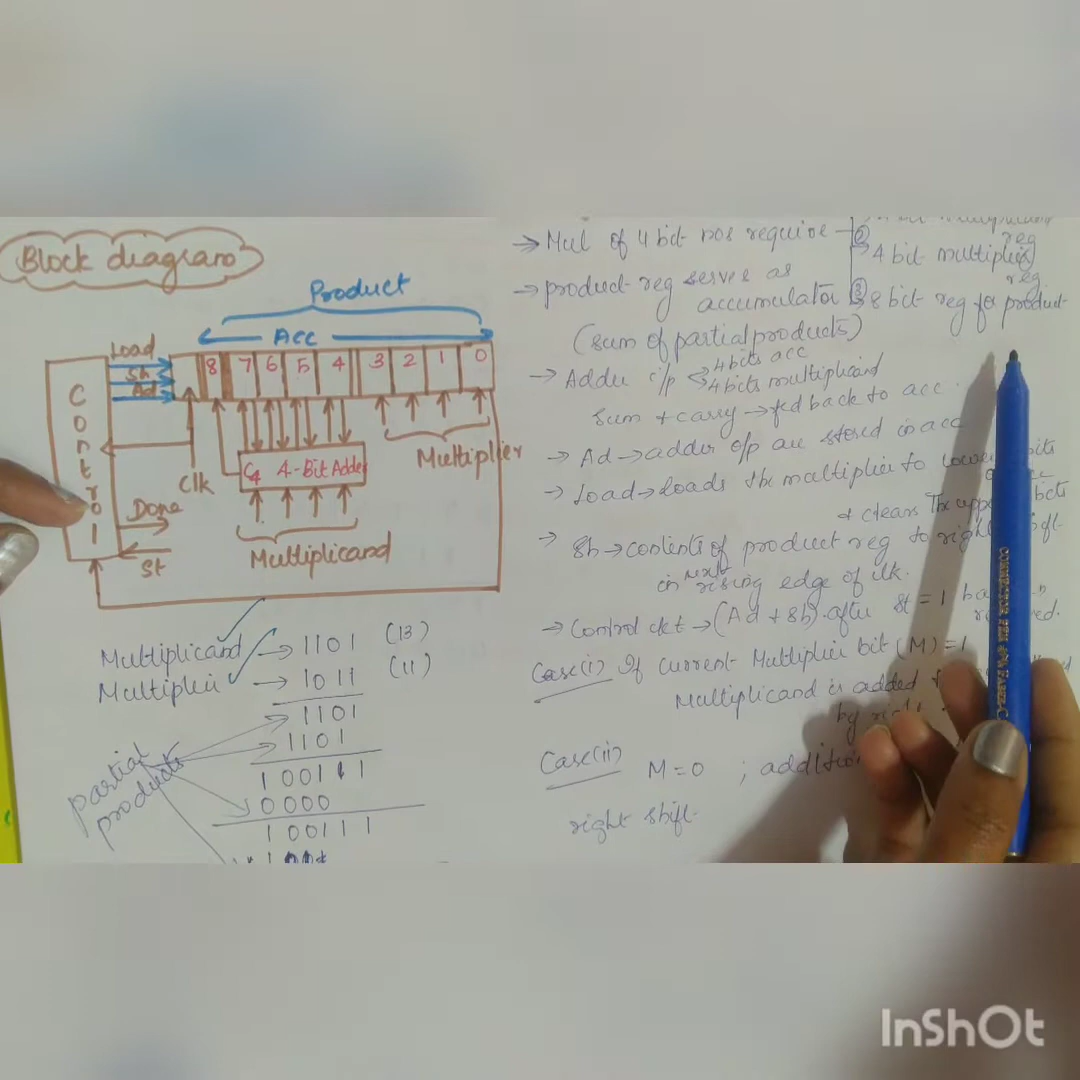 Block diagram
Product
Acc
Load
Sh
Ad
8 7 6 5 4 3 2 1 0
Control
Clk
C4 4-Bit Adder
Multiplier
Done
St
Multiplicand
Multiplicand → 1101 (13)
Multiplier → 1011 (11)
1101
1101
partial products
100111
0000
100111
→ Mul of 4 bit nos require
② 4 bit multiplier reg
→ product reg serves as accumulator
③ 8 bit reg for product
(sum of partial products)
→ Adder i/p 4 bits acc
4 bits multiplicand
Sum + carry → fed back to acc.
→ Ad → adder o/p are stored in acc
→ Load → loads the multiplier to lower bits
& clears the upper bits
→ Sh → contents of product reg to right shift
in next rising edge of clk.
→ Control ckt → (Ad + Sh) after St = 1
Case(i) If current Multiplier bit (M) = 1
Multiplicand is added
by right
Case(ii) M = 0 ; addition
right shift
InShOt